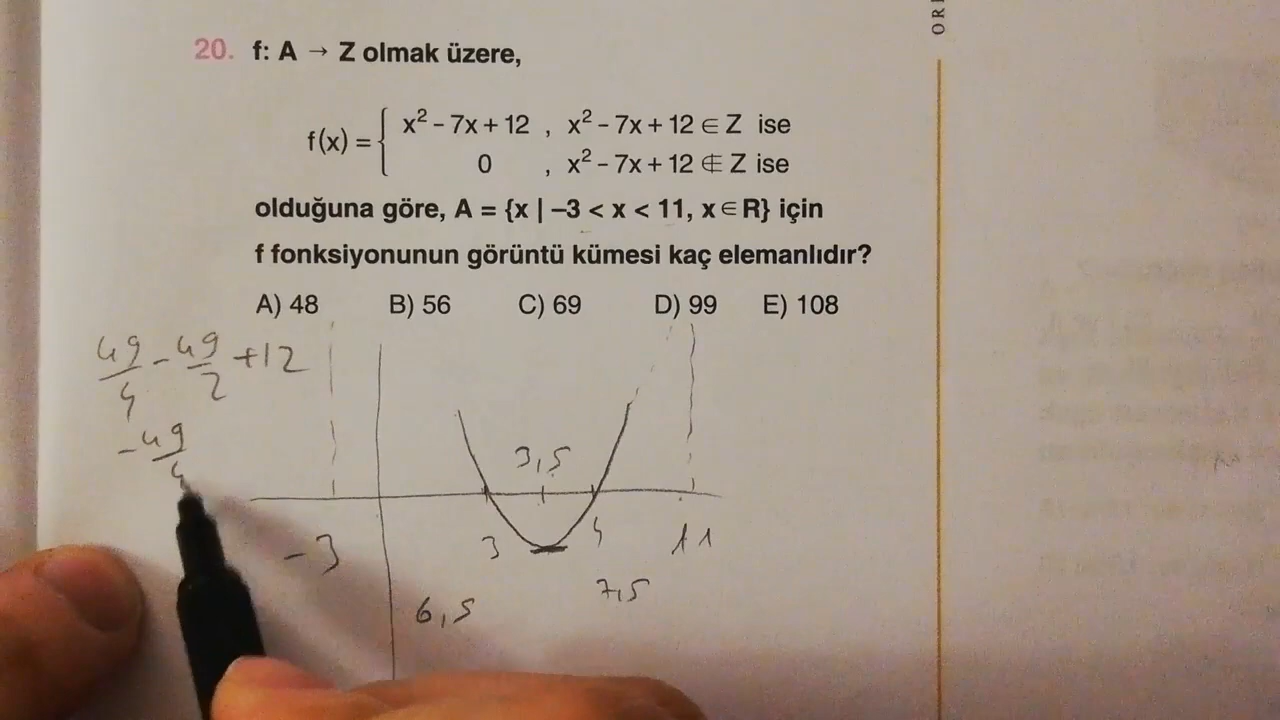 20. f: A → Z olmak üzere,
f(x) = { x² - 7x + 12 , x² - 7x + 12 ∈ Z ise
0 , x² - 7x + 12 ∉ Z ise
olduğuna göre, A = {x | -3 < x < 11, x ∈ R} için
f fonksiyonunun görüntü kümesi kaç elemanlıdır?
A) 48 B) 56 C) 69 D) 99 E) 108
49/4 - 49/2 + 12
-49/4
3,5
-3 3 4 11
6,5 7,5
ORI